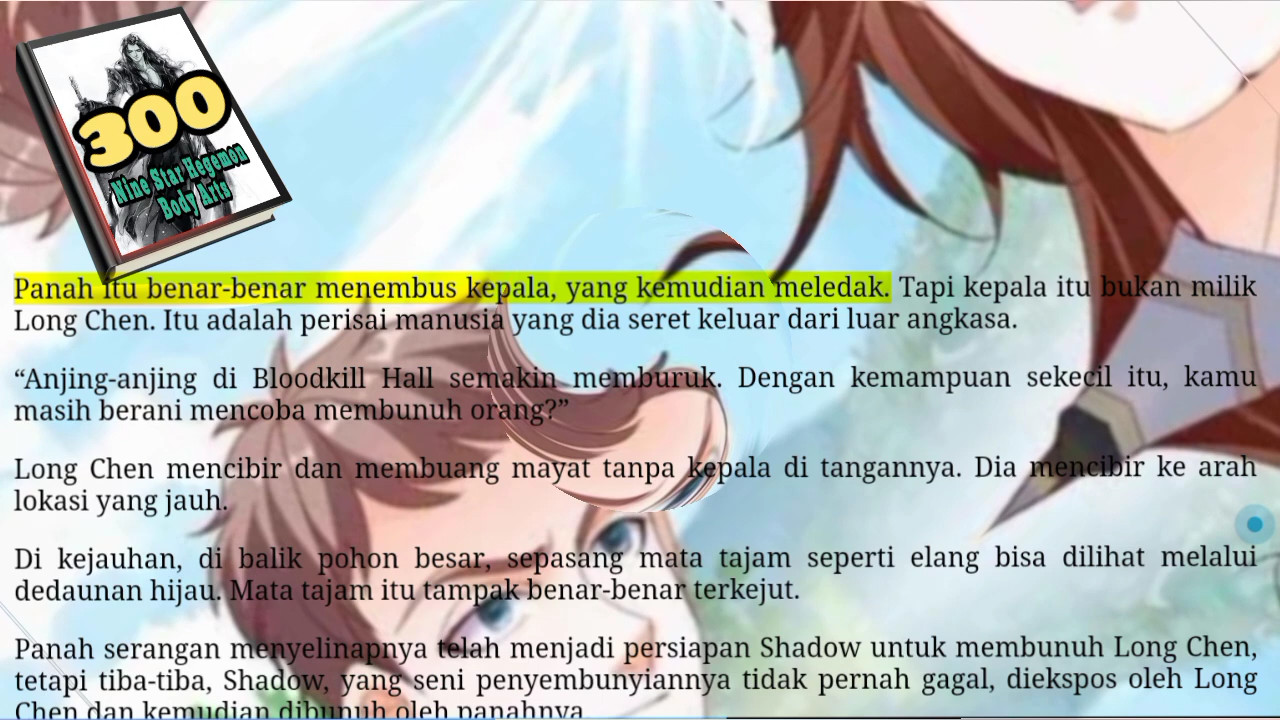 300
Nine Star Hegemon
Body Arts
Panah itu benar-benar menembus kepala, yang kemudian meledak. Tapi kepala itu bukan milik
Long Chen. Itu adalah perisai manusia yang dia seret keluar dari luar angkasa.
“Anjing-anjing di Bloodkill Hall semakin memburuk. Dengan kemampuan sekecil itu, kamu
masih berani mencoba membunuh orang?”
Long Chen mencibir dan membuang mayat tanpa kepala di tangannya. Dia mencibir ke arah
lokasi yang jauh.
Di kejauhan, di balik pohon besar, sepasang mata tajam seperti elang bisa dilihat melalui
dedaunan hijau. Mata tajam itu tampak benar-benar terkejut.
Panah serangan menyelinapnya telah menjadi persiapan Shadow untuk membunuh Long Chen,
tetapi tiba-tiba, Shadow, yang seni penyembunyiannya tidak pernah gagal, diekspos oleh Long
Chen dan kemudian dibunuh oleh panahnya.